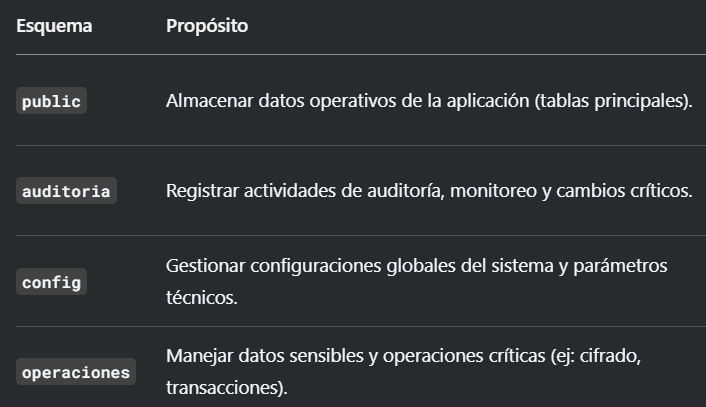 Esquema Propósito
public Almacenar datos operativos de la aplicación (tablas principales).
auditoria Registrar actividades de auditoría, monitoreo y cambios críticos.
config Gestionar configuraciones globales del sistema y parámetros
técnicos.
operaciones Manejar datos sensibles y operaciones críticas (ej: cifrado,
transacciones).